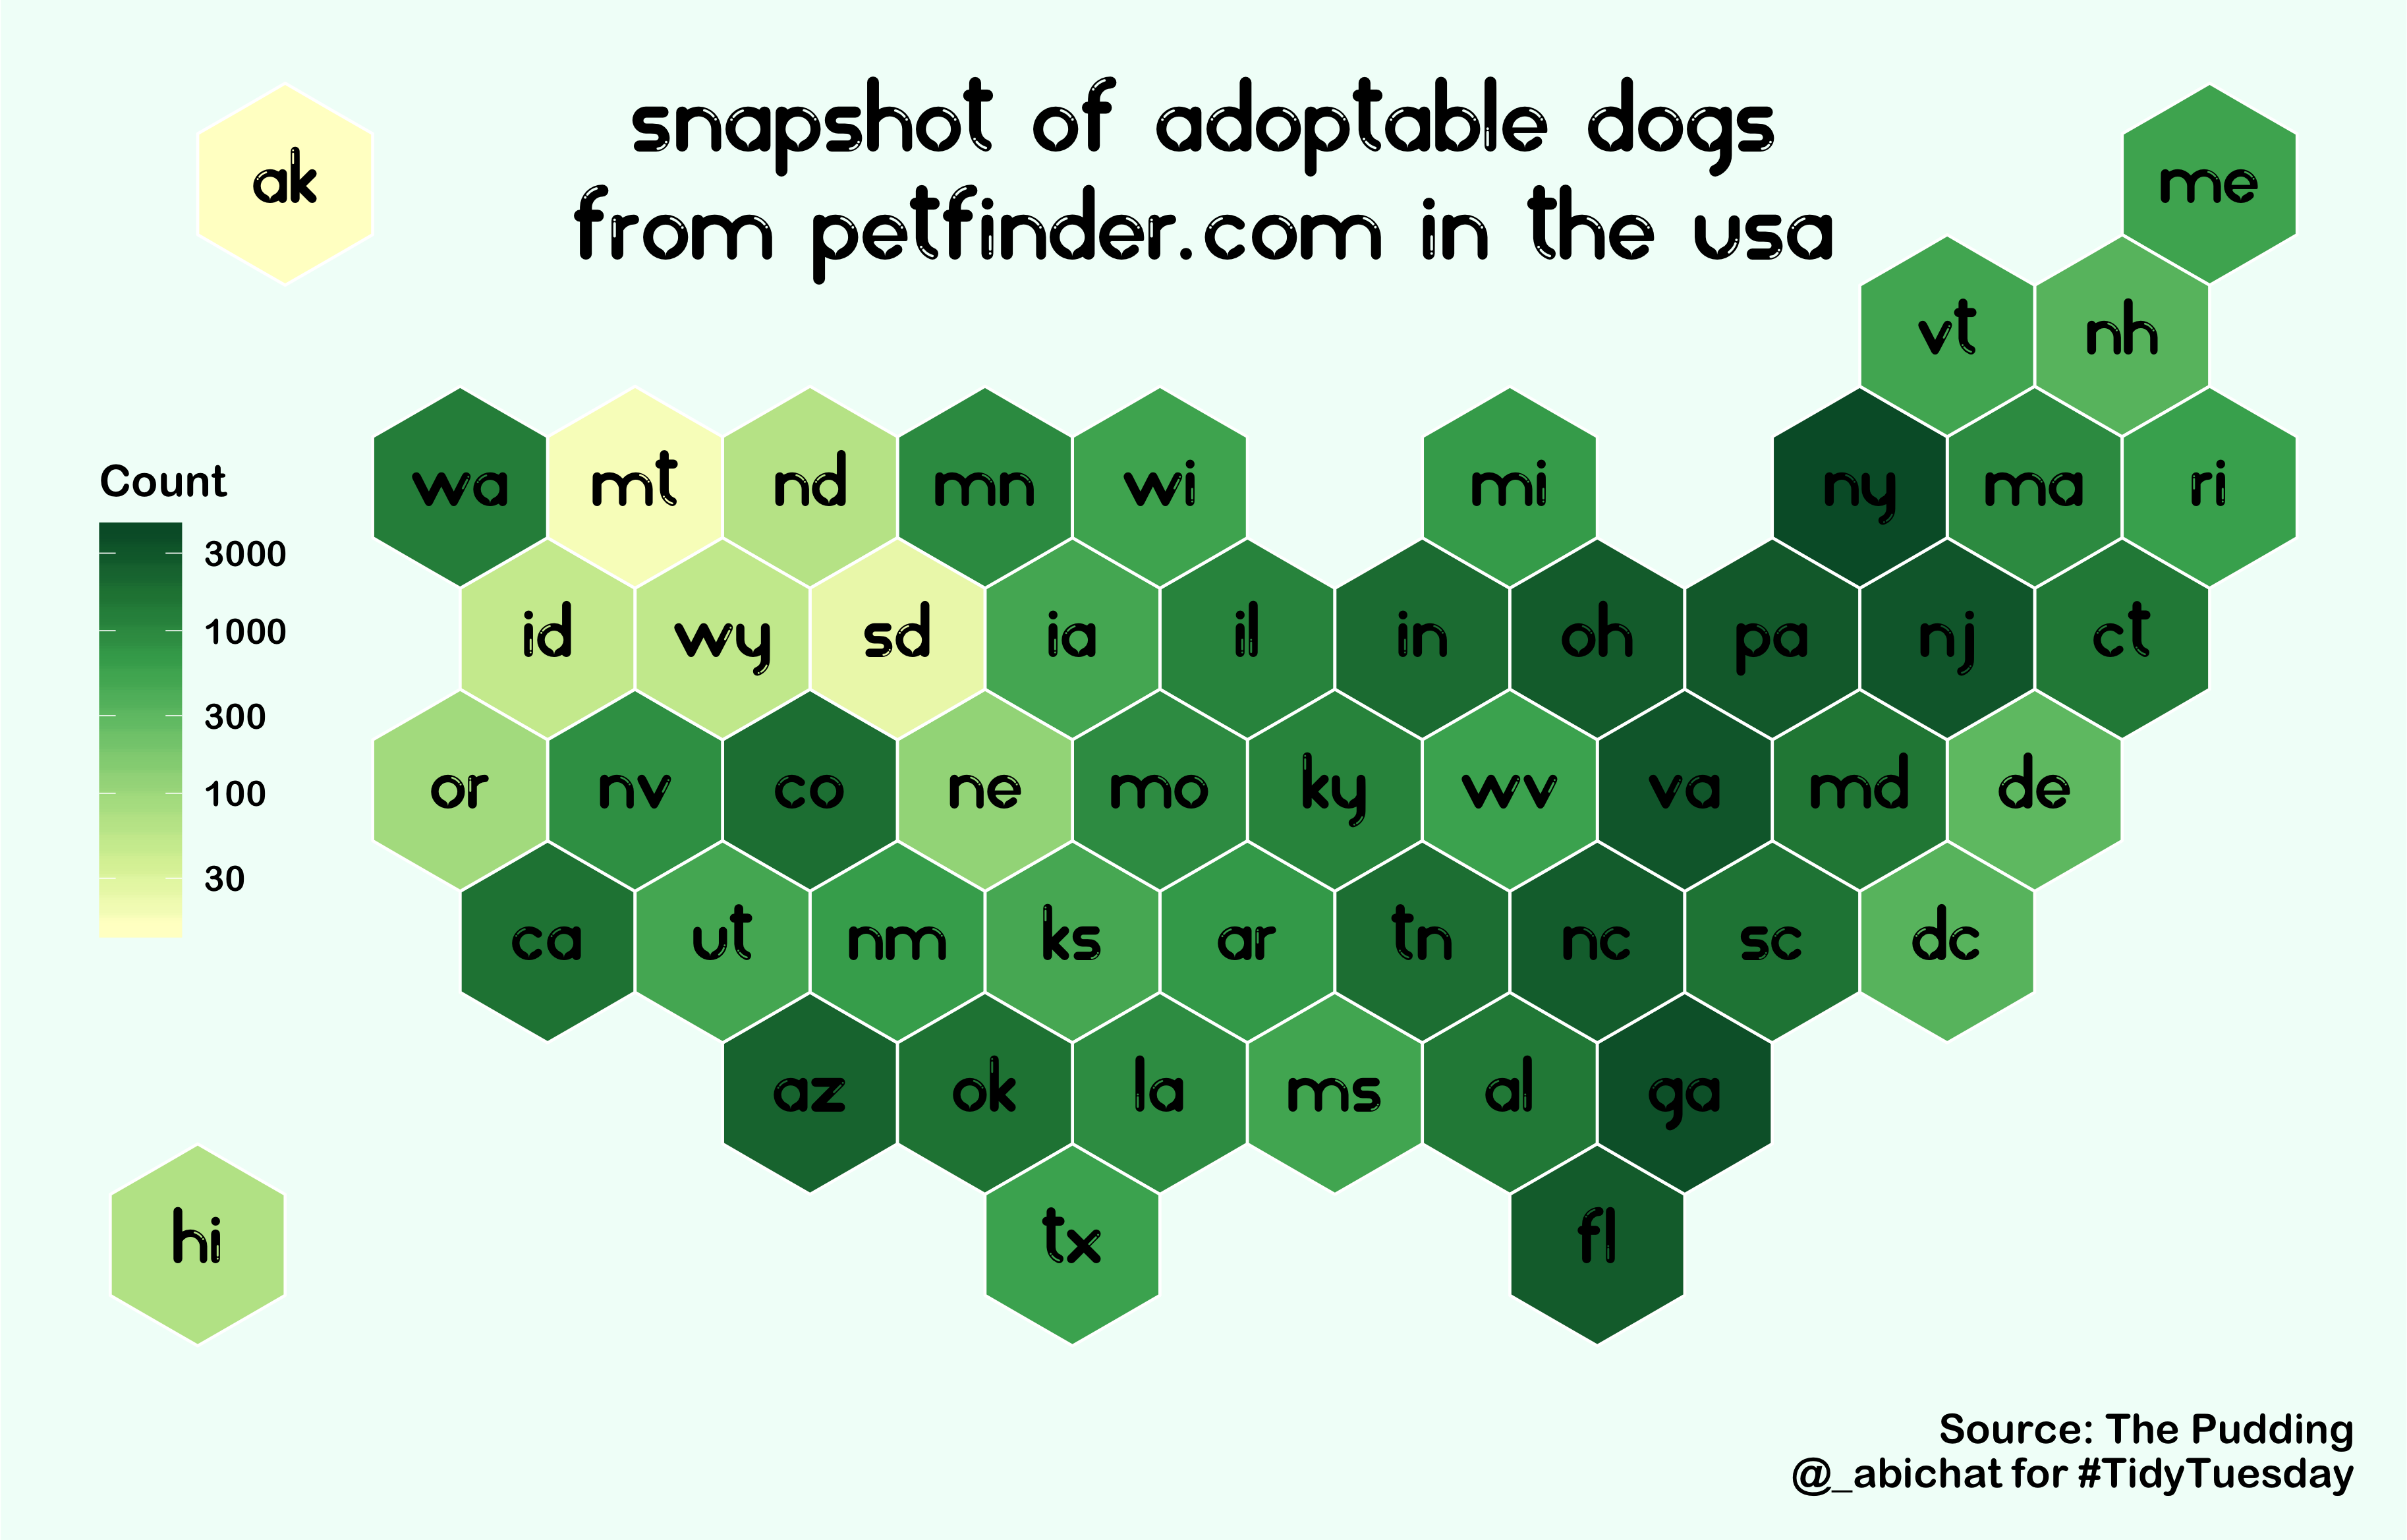 snapshot of adoptable dogs
from petfinder.com in the usa
ak
me
vt
nh
wa
mt
nd
mn
wi
mi
ny
ma
ri
Count
3000
1000
300
100
30
id
wy
sd
ia
il
in
oh
pa
nj
ct
or
nv
co
ne
mo
ky
wv
va
md
de
ca
ut
nm
ks
ar
tn
nc
sc
dc
az
ok
la
ms
al
ga
hi
tx
fl
Source: The Pudding
@_abichat for #TidyTuesday